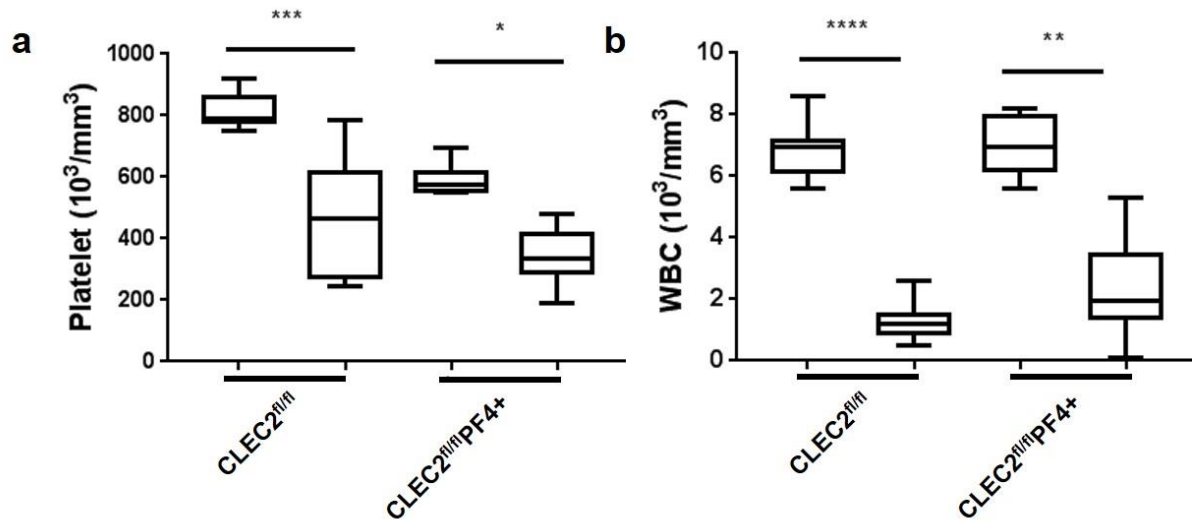 a
***
*
Platelet (10³/mm³)
1000
800
600
400
200
0
CLEC2fl/fl
CLEC2fl/flPF4+
b
****
**
WBC (10³/mm³)
10
8
6
4
2
0
CLEC2fl/fl
CLEC2fl/flPF4+